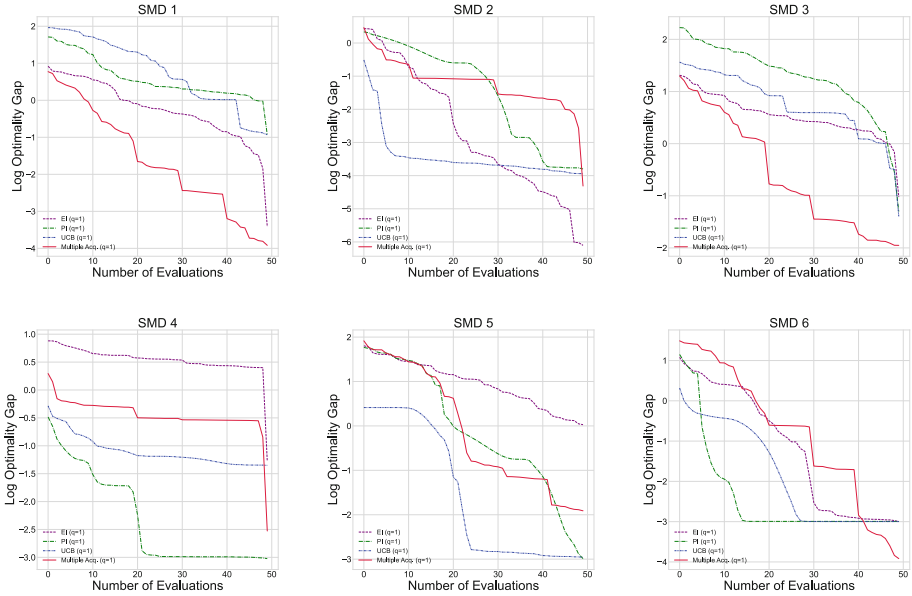 SMD 1
Log Optimality Gap
2
1
0
−1
−2
−3
−4
EI (q=1)
PI (q=1)
UCB (q=1)
Multiple Acq. (q=1)
0 10 20 30 40 50
Number of Evaluations
SMD 2
Log Optimality Gap
0
−1
−2
−3
−4
−5
−6
EI (q=1)
PI (q=1)
UCB (q=1)
Multiple Acq. (q=1)
0 10 20 30 40 50
Number of Evaluations
SMD 3
Log Optimality Gap
2
1
0
−1
−2
EI (q=1)
PI (q=1)
UCB (q=1)
Multiple Acq. (q=1)
0 10 20 30 40 50
Number of Evaluations
SMD 4
Log Optimality Gap
1.0
0.5
0.0
−0.5
−1.0
−1.5
−2.0
−2.5
−3.0
EI (q=1)
PI (q=1)
UCB (q=1)
Multiple Acq. (q=1)
0 10 20 30 40 50
Number of Evaluations
SMD 5
Log Optimality Gap
2
1
0
−1
−2
−3
EI (q=1)
PI (q=1)
UCB (q=1)
Multiple Acq. (q=1)
0 10 20 30 40 50
Number of Evaluations
SMD 6
Log Optimality Gap
1
0
−1
−2
−3
−4
EI (q=1)
PI (q=1)
UCB (q=1)
Multiple Acq. (q=1)
0 10 20 30 40 50
Number of Evaluations